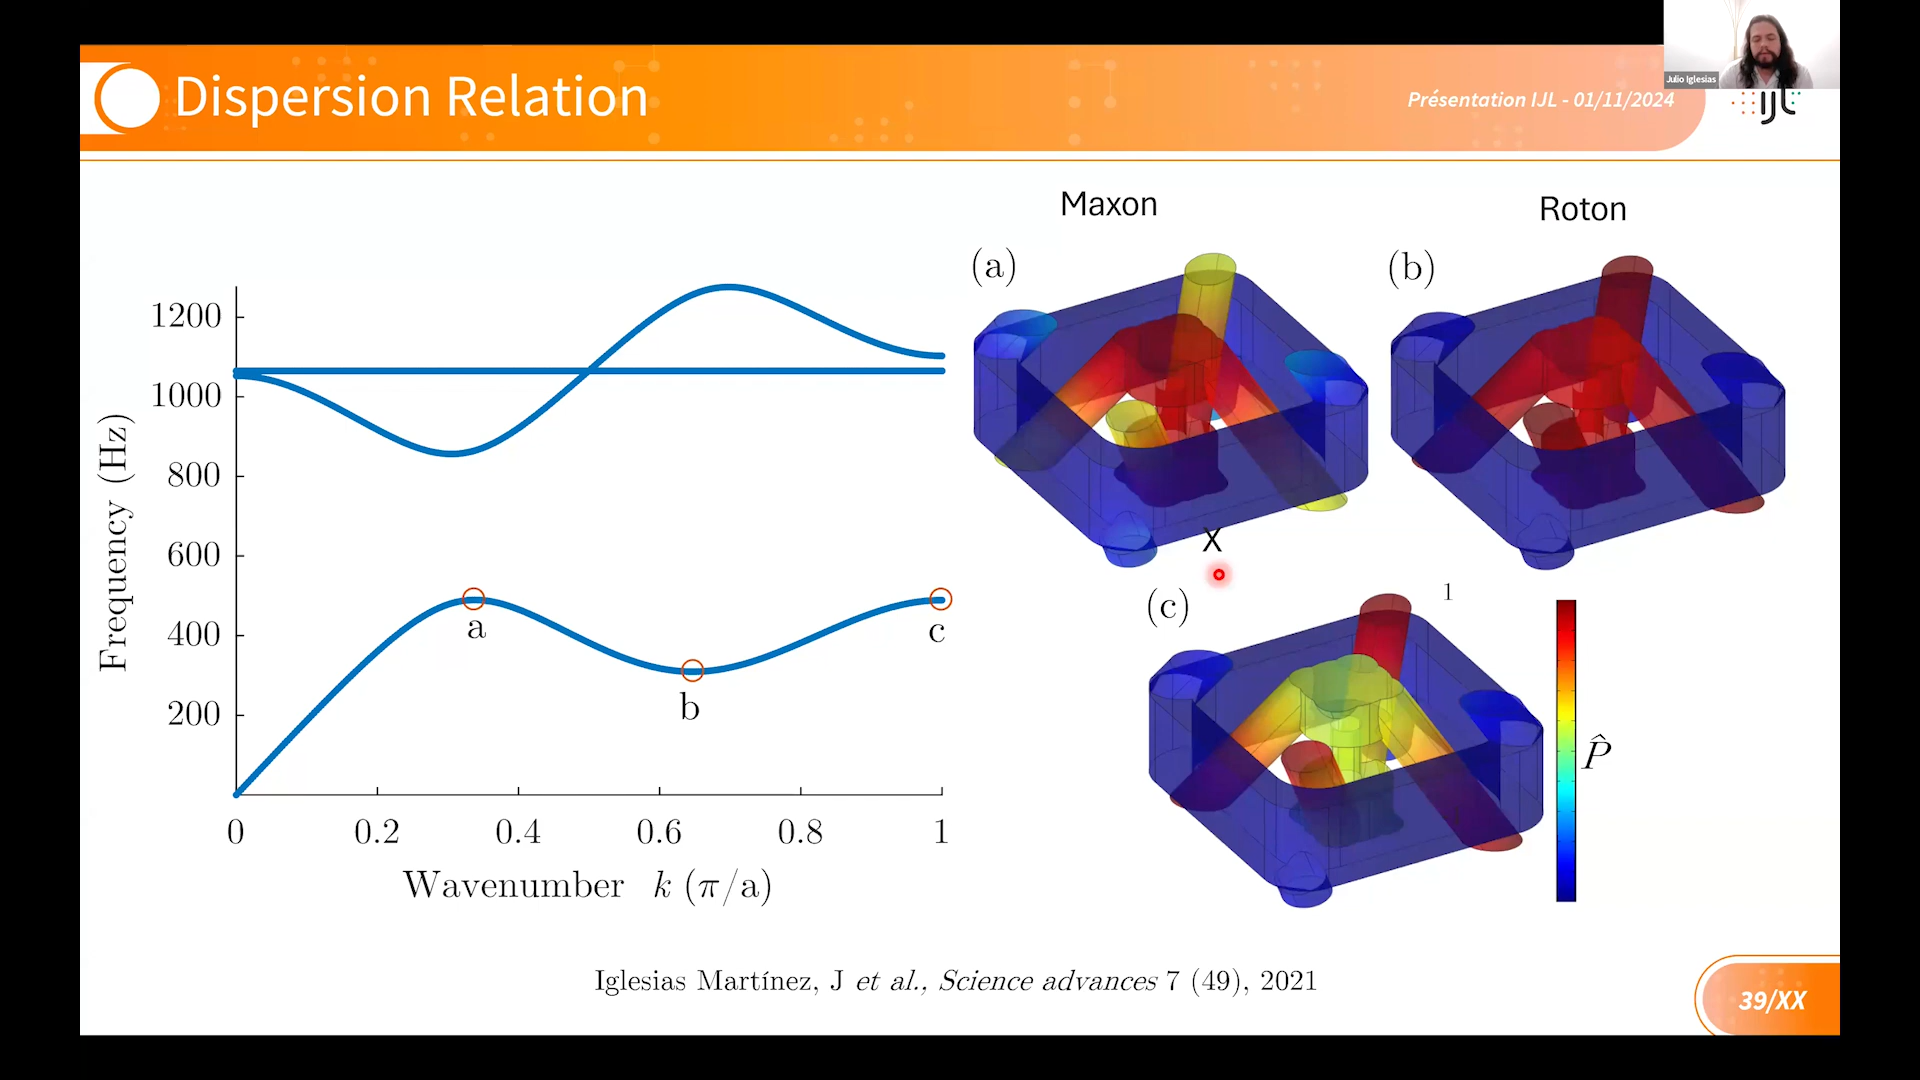 Julio Iglesias
Dispersion Relation
Présentation IJL - 01/11/2024
ijL
Maxon
Roton
(a)
(b)
1200
1000
800
600
400
200
Frequency (Hz)
a
b
c
0
0.2
0.4
0.6
0.8
1
Wavenumber k (π/a)
X
(c)
1
P̂
Iglesias Martínez, J et al., Science advances 7 (49), 2021
39/XX